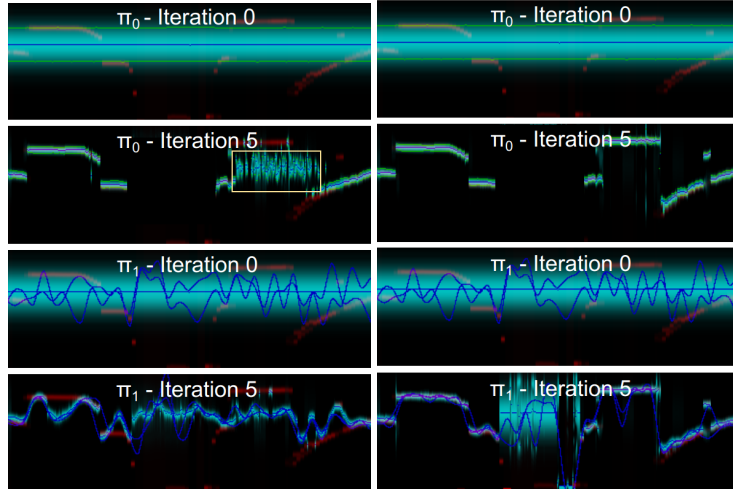 π₀ - Iteration 0
π₀ - Iteration 0
π₀ - Iteration 5
π₀ - Iteration 5
π₁ - Iteration 0
π₁ - Iteration 0
π₁ - Iteration 5
π₁ - Iteration 5